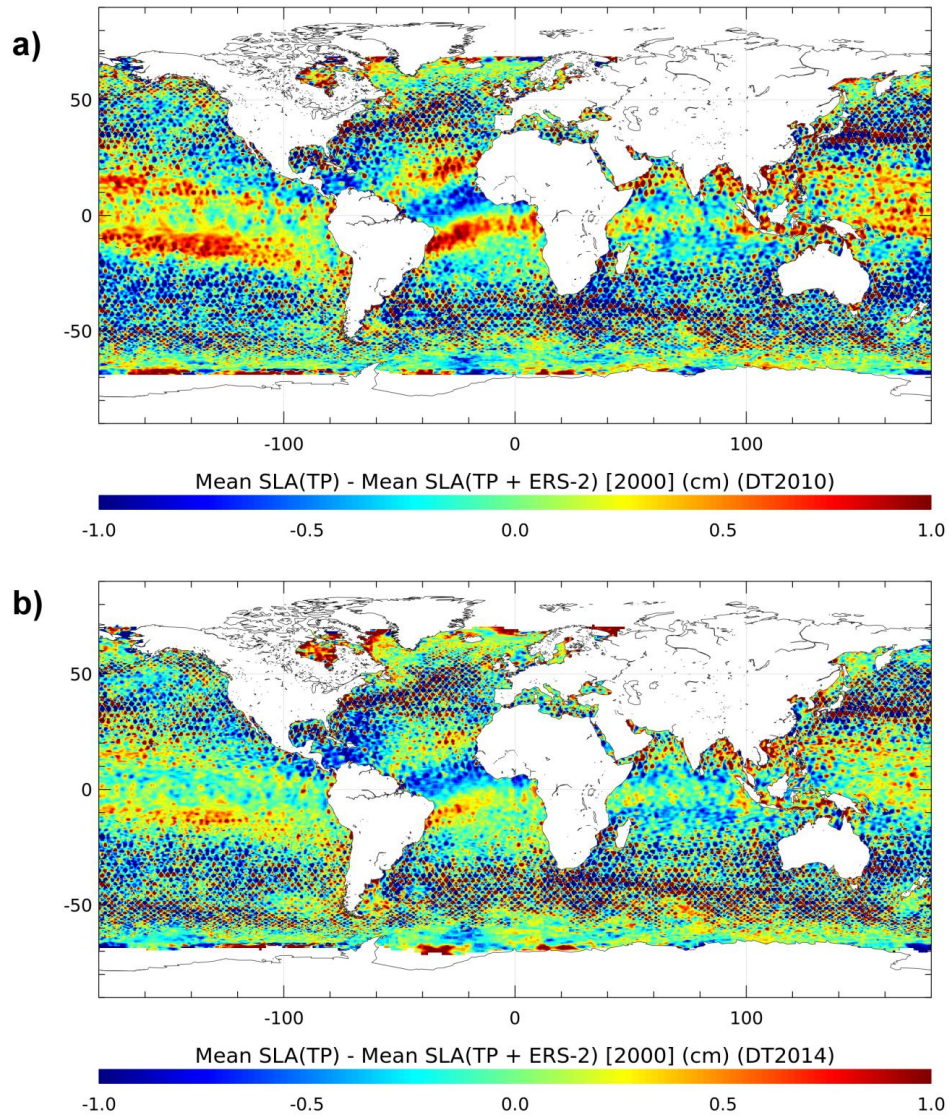 a)
50
0
-50
-100 0 100
Mean SLA(TP) - Mean SLA(TP + ERS-2) [2000] (cm) (DT2010)
-1.0 -0.5 0.0 0.5 1.0
b)
50
0
-50
-100 0 100
Mean SLA(TP) - Mean SLA(TP + ERS-2) [2000] (cm) (DT2014)
-1.0 -0.5 0.0 0.5 1.0